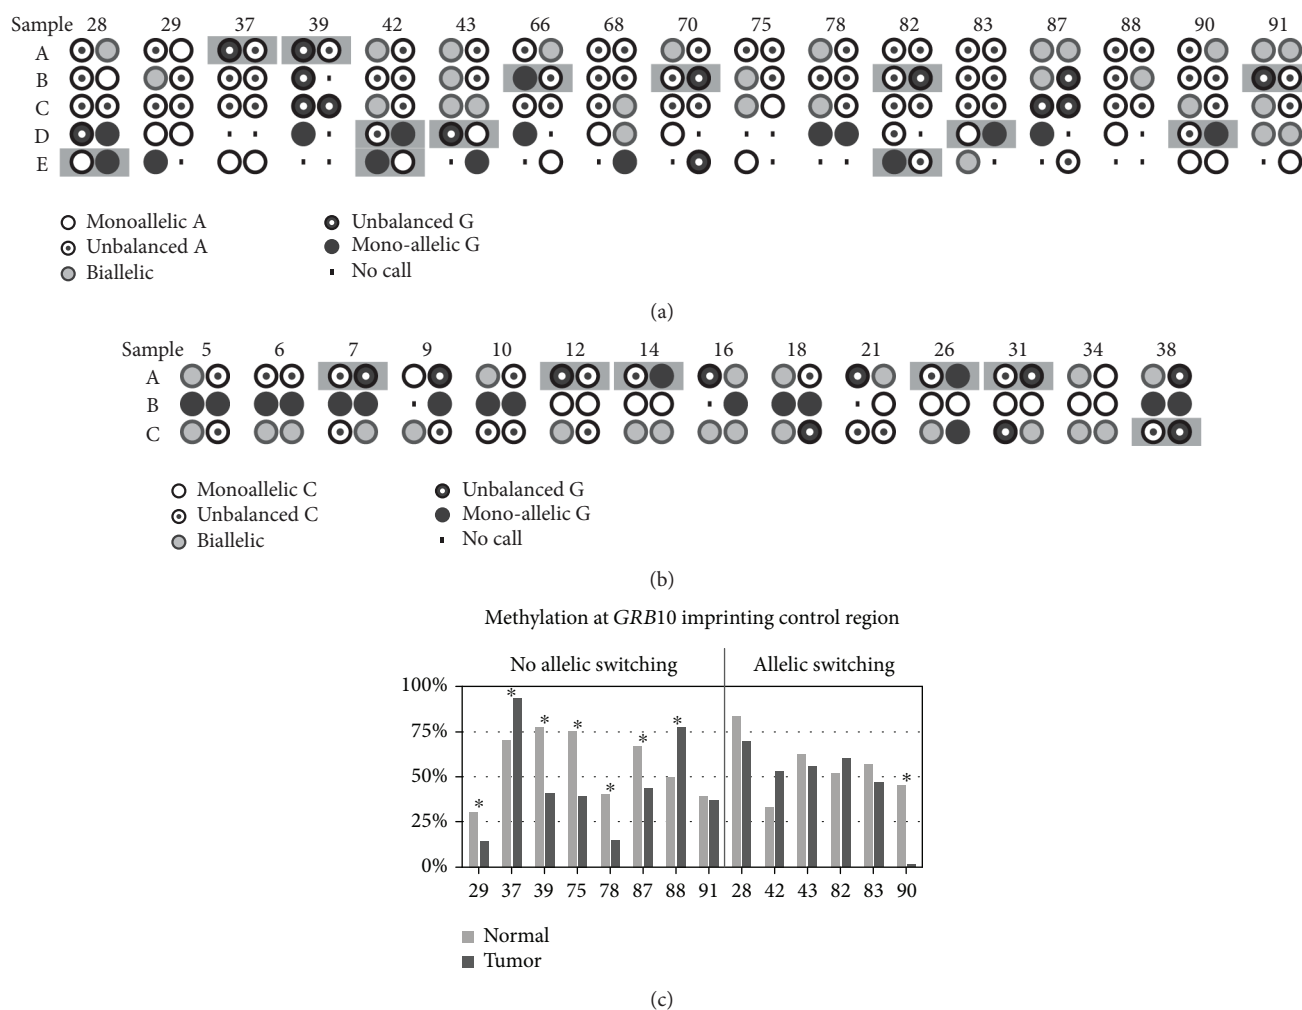 Sample 28 29 37 39 42 43 66 68 70 75 78 82 83 87 88 90 91
A
B
C
D
E
Monoallelic A
Unbalanced A
Biallelic
Unbalanced G
Mono-allelic G
No call
(a)
Sample 5 6 7 9 10 12 14 16 18 21 26 31 34 38
A
B
C
Monoallelic C
Unbalanced C
Biallelic
Unbalanced G
Mono-allelic G
No call
(b)
Methylation at GRB10 imprinting control region
No allelic switching Allelic switching
100%
75%
50%
25%
0%
* * * * * * * *
29 37 39 75 78 87 88 91 28 42 43 82 83 90
Normal
Tumor
(c)